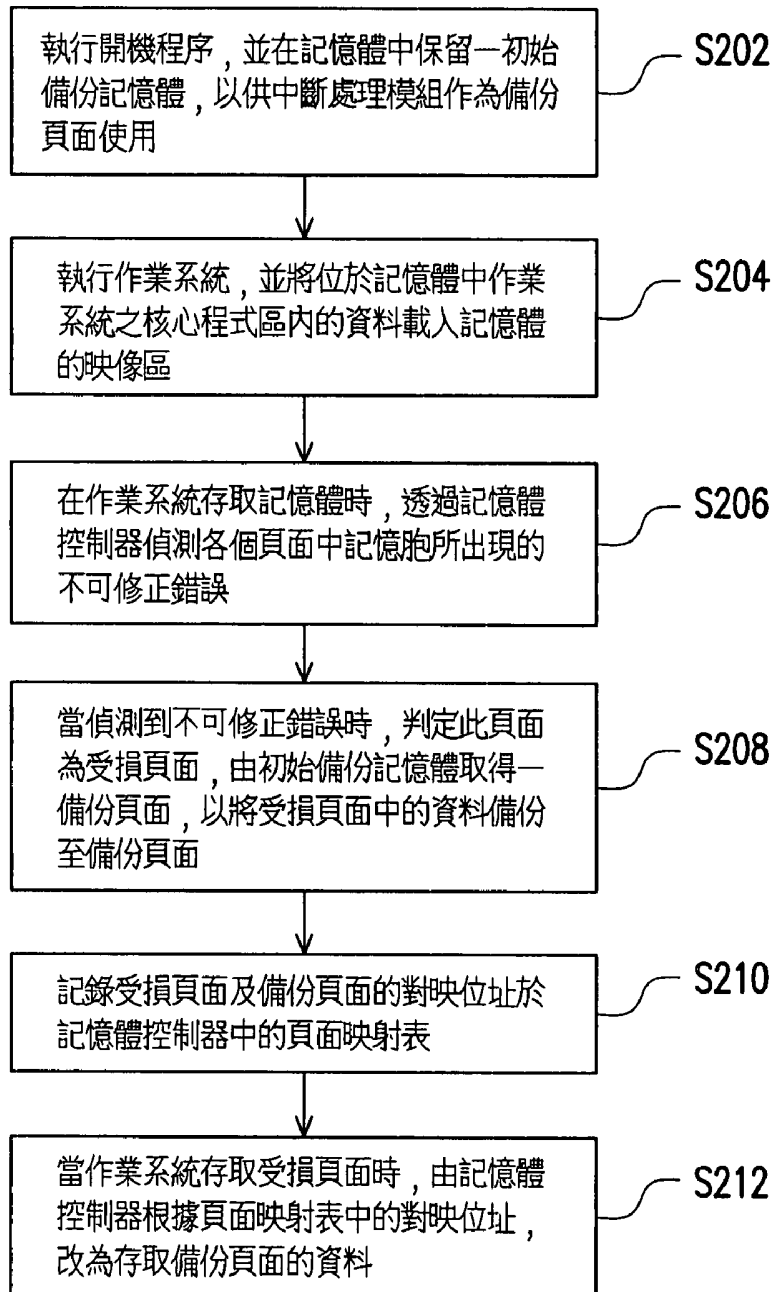 執行開機程序，並在記憶體中保留一初始
備份記憶體，以供中斷處理模組作為備份
頁面使用
S202
執行作業系統，並將位於記憶體中作業
系統之核心程式區內的資料載入記憶體
的映像區
S204
在作業系統存取記憶體時，透過記憶體
控制器偵測各個頁面中記憶胞所出現的
不可修正錯誤
S206
當偵測到不可修正錯誤時，判定此頁面
為受損頁面，由初始備份記憶體取得一
備份頁面，以將受損頁面中的資料備份
至備份頁面
S208
記錄受損頁面及備份頁面的對映位址於
記憶體控制器中的頁面映射表
S210
當作業系統存取受損頁面時，由記憶體
控制器根據頁面映射表中的對映位址，
改為存取備份頁面的資料
S212